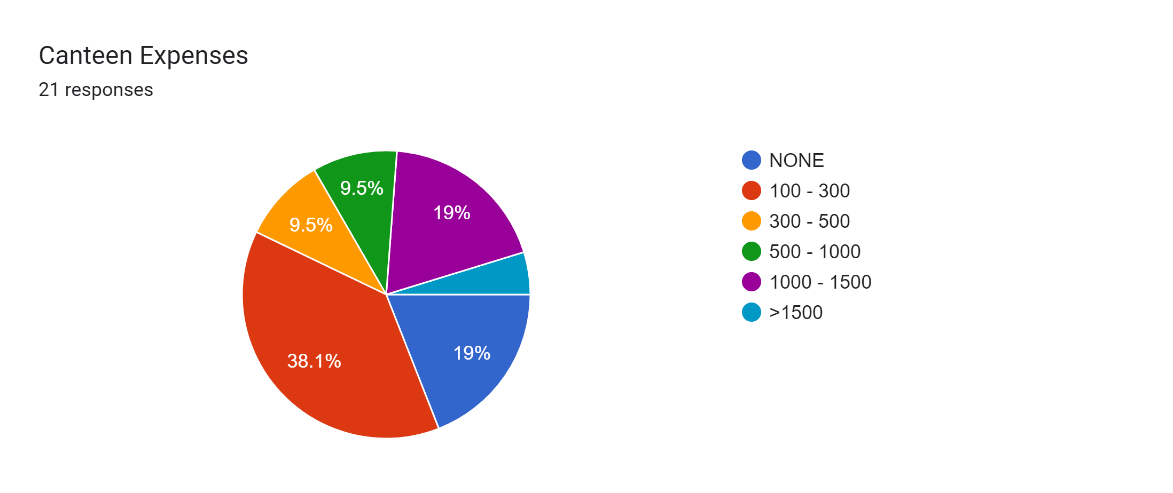 Canteen Expenses
21 responses
9.5%
9.5%
19%
38.1%
19%
NONE
100 - 300
300 - 500
500 - 1000
1000 - 1500
>1500